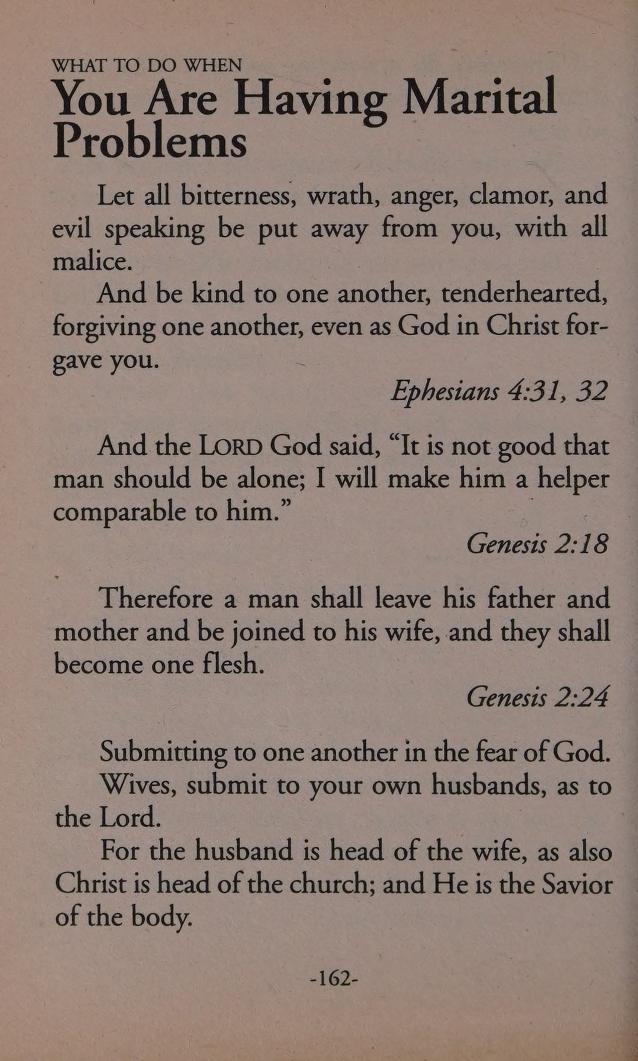 WHAT TO DO WHEN
You Are Having Marital
Problems
Let all bitterness, wrath, anger, clamor, and
evil speaking be put away from you, with all
malice.
And be kind to one another, tenderhearted,
forgiving one another, even as God in Christ for-
gave you.
Ephesians 4:31, 32
And the LORD God said, “It is not good that
man should be alone; I will make him a helper
comparable to him.”
Genesis 2:18
Therefore a man shall leave his father and
mother and be joined to his wife, and they shall
become one flesh.
Genesis 2:24
Submitting to one another in the fear of God.
Wives, submit to your own husbands, as to
the Lord.
For the husband is head of the wife, as also
Christ is head of the church; and He is the Savior
of the body.
-162-